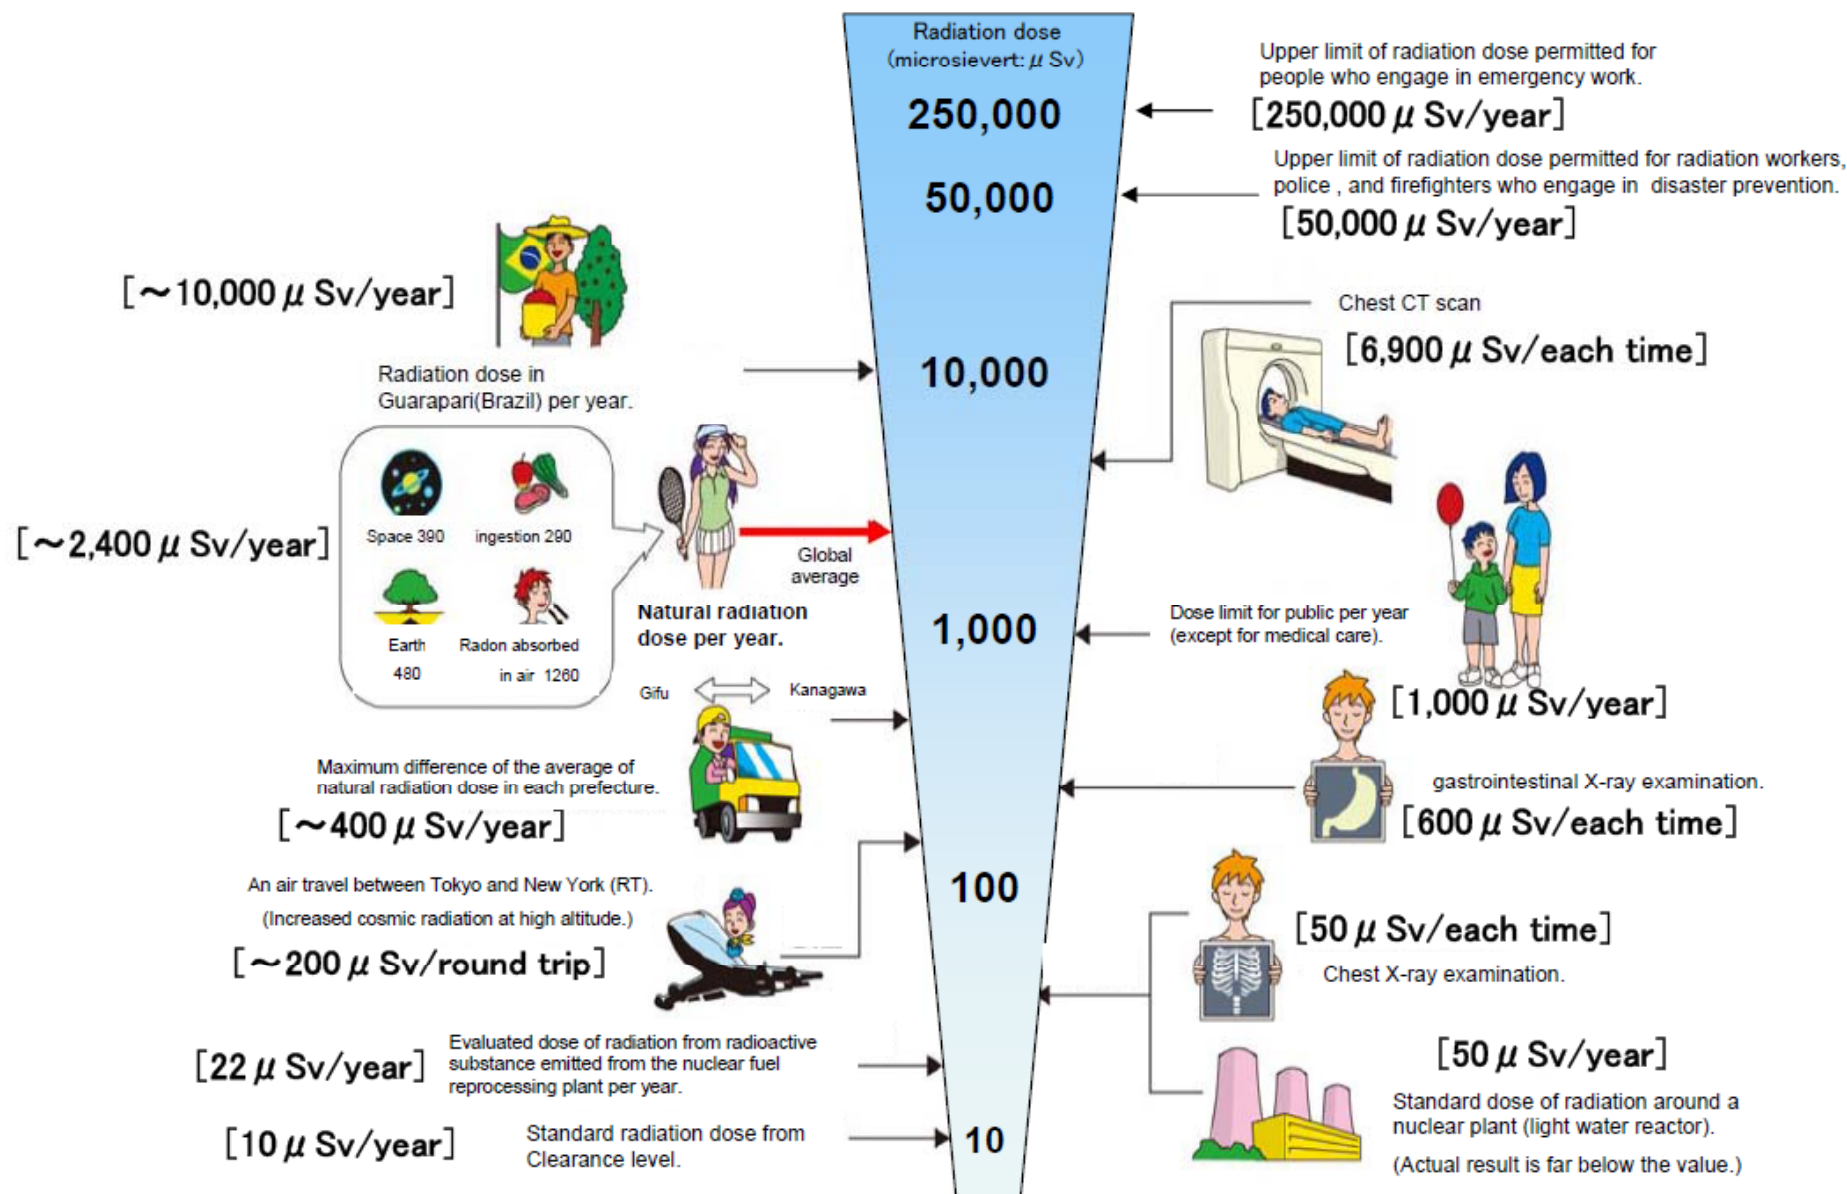 Radiation dose
(microsievert: μ Sv)
250,000
50,000
10,000
1,000
100
10
Upper limit of radiation dose permitted for
people who engage in emergency work.
[250,000 μ Sv/year]
Upper limit of radiation dose permitted for radiation workers,
police , and firefighters who engage in disaster prevention.
[50,000 μ Sv/year]
[～10,000 μ Sv/year]
Radiation dose in
Guarapari(Brazil) per year.
Chest CT scan
[6,900 μ Sv/each time]
[～2,400 μ Sv/year]
Space 390
ingestion 290
Earth
480
Radon absorbed
in air 1260
Global
average
Natural radiation
dose per year.
Dose limit for public per year
(except for medical care).
[1,000 μ Sv/year]
Gifu
Kanagawa
Maximum difference of the average of
natural radiation dose in each prefecture.
[～400 μ Sv/year]
gastrointestinal X-ray examination.
[600 μ Sv/each time]
An air travel between Tokyo and New York (RT).
(Increased cosmic radiation at high altitude.)
[～200 μ Sv/round trip]
[50 μ Sv/each time]
Chest X-ray examination.
[22 μ Sv/year]
Evaluated dose of radiation from radioactive
substance emitted from the nuclear fuel
reprocessing plant per year.
[50 μ Sv/year]
Standard dose of radiation around a
nuclear plant (light water reactor).
(Actual result is far below the value.)
[10 μ Sv/year]
Standard radiation dose from
Clearance level.